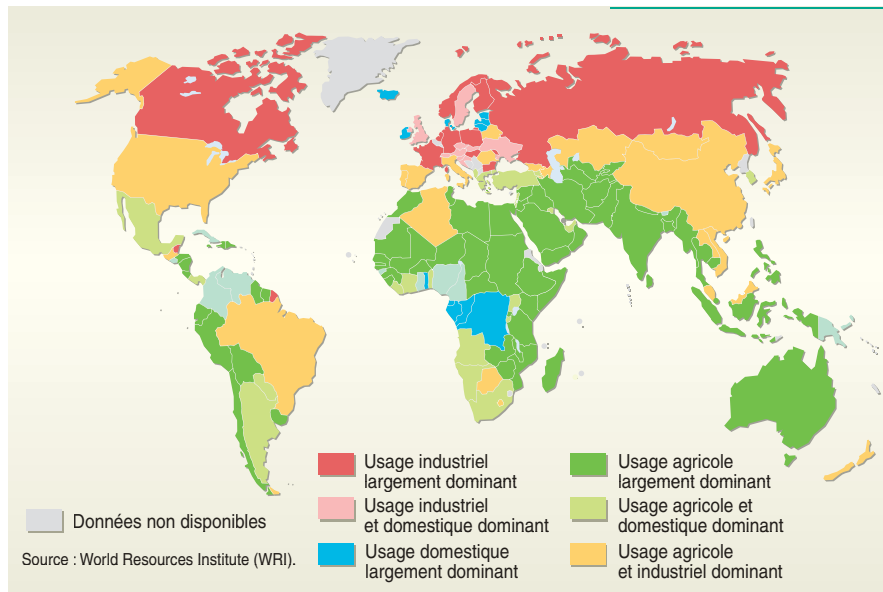 Usage industriel
largement dominant
Usage industriel
et domestique dominant
Usage domestique
largement dominant
Usage agricole
largement dominant
Usage agricole et
domestique dominant
Usage agricole
et industriel dominant
Données non disponibles
Source : World Resources Institute (WRI).